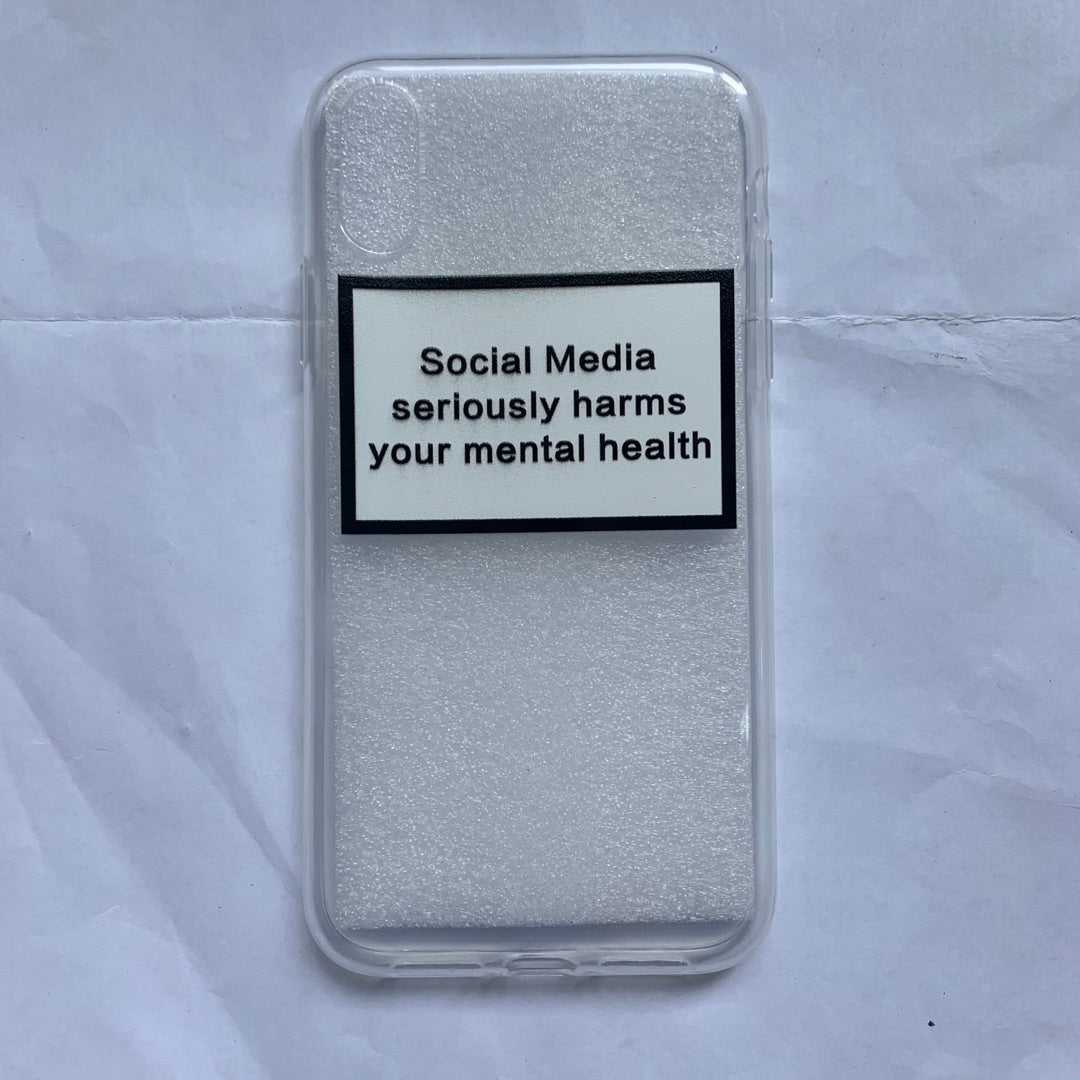 Social Media
seriously harms
your mental health